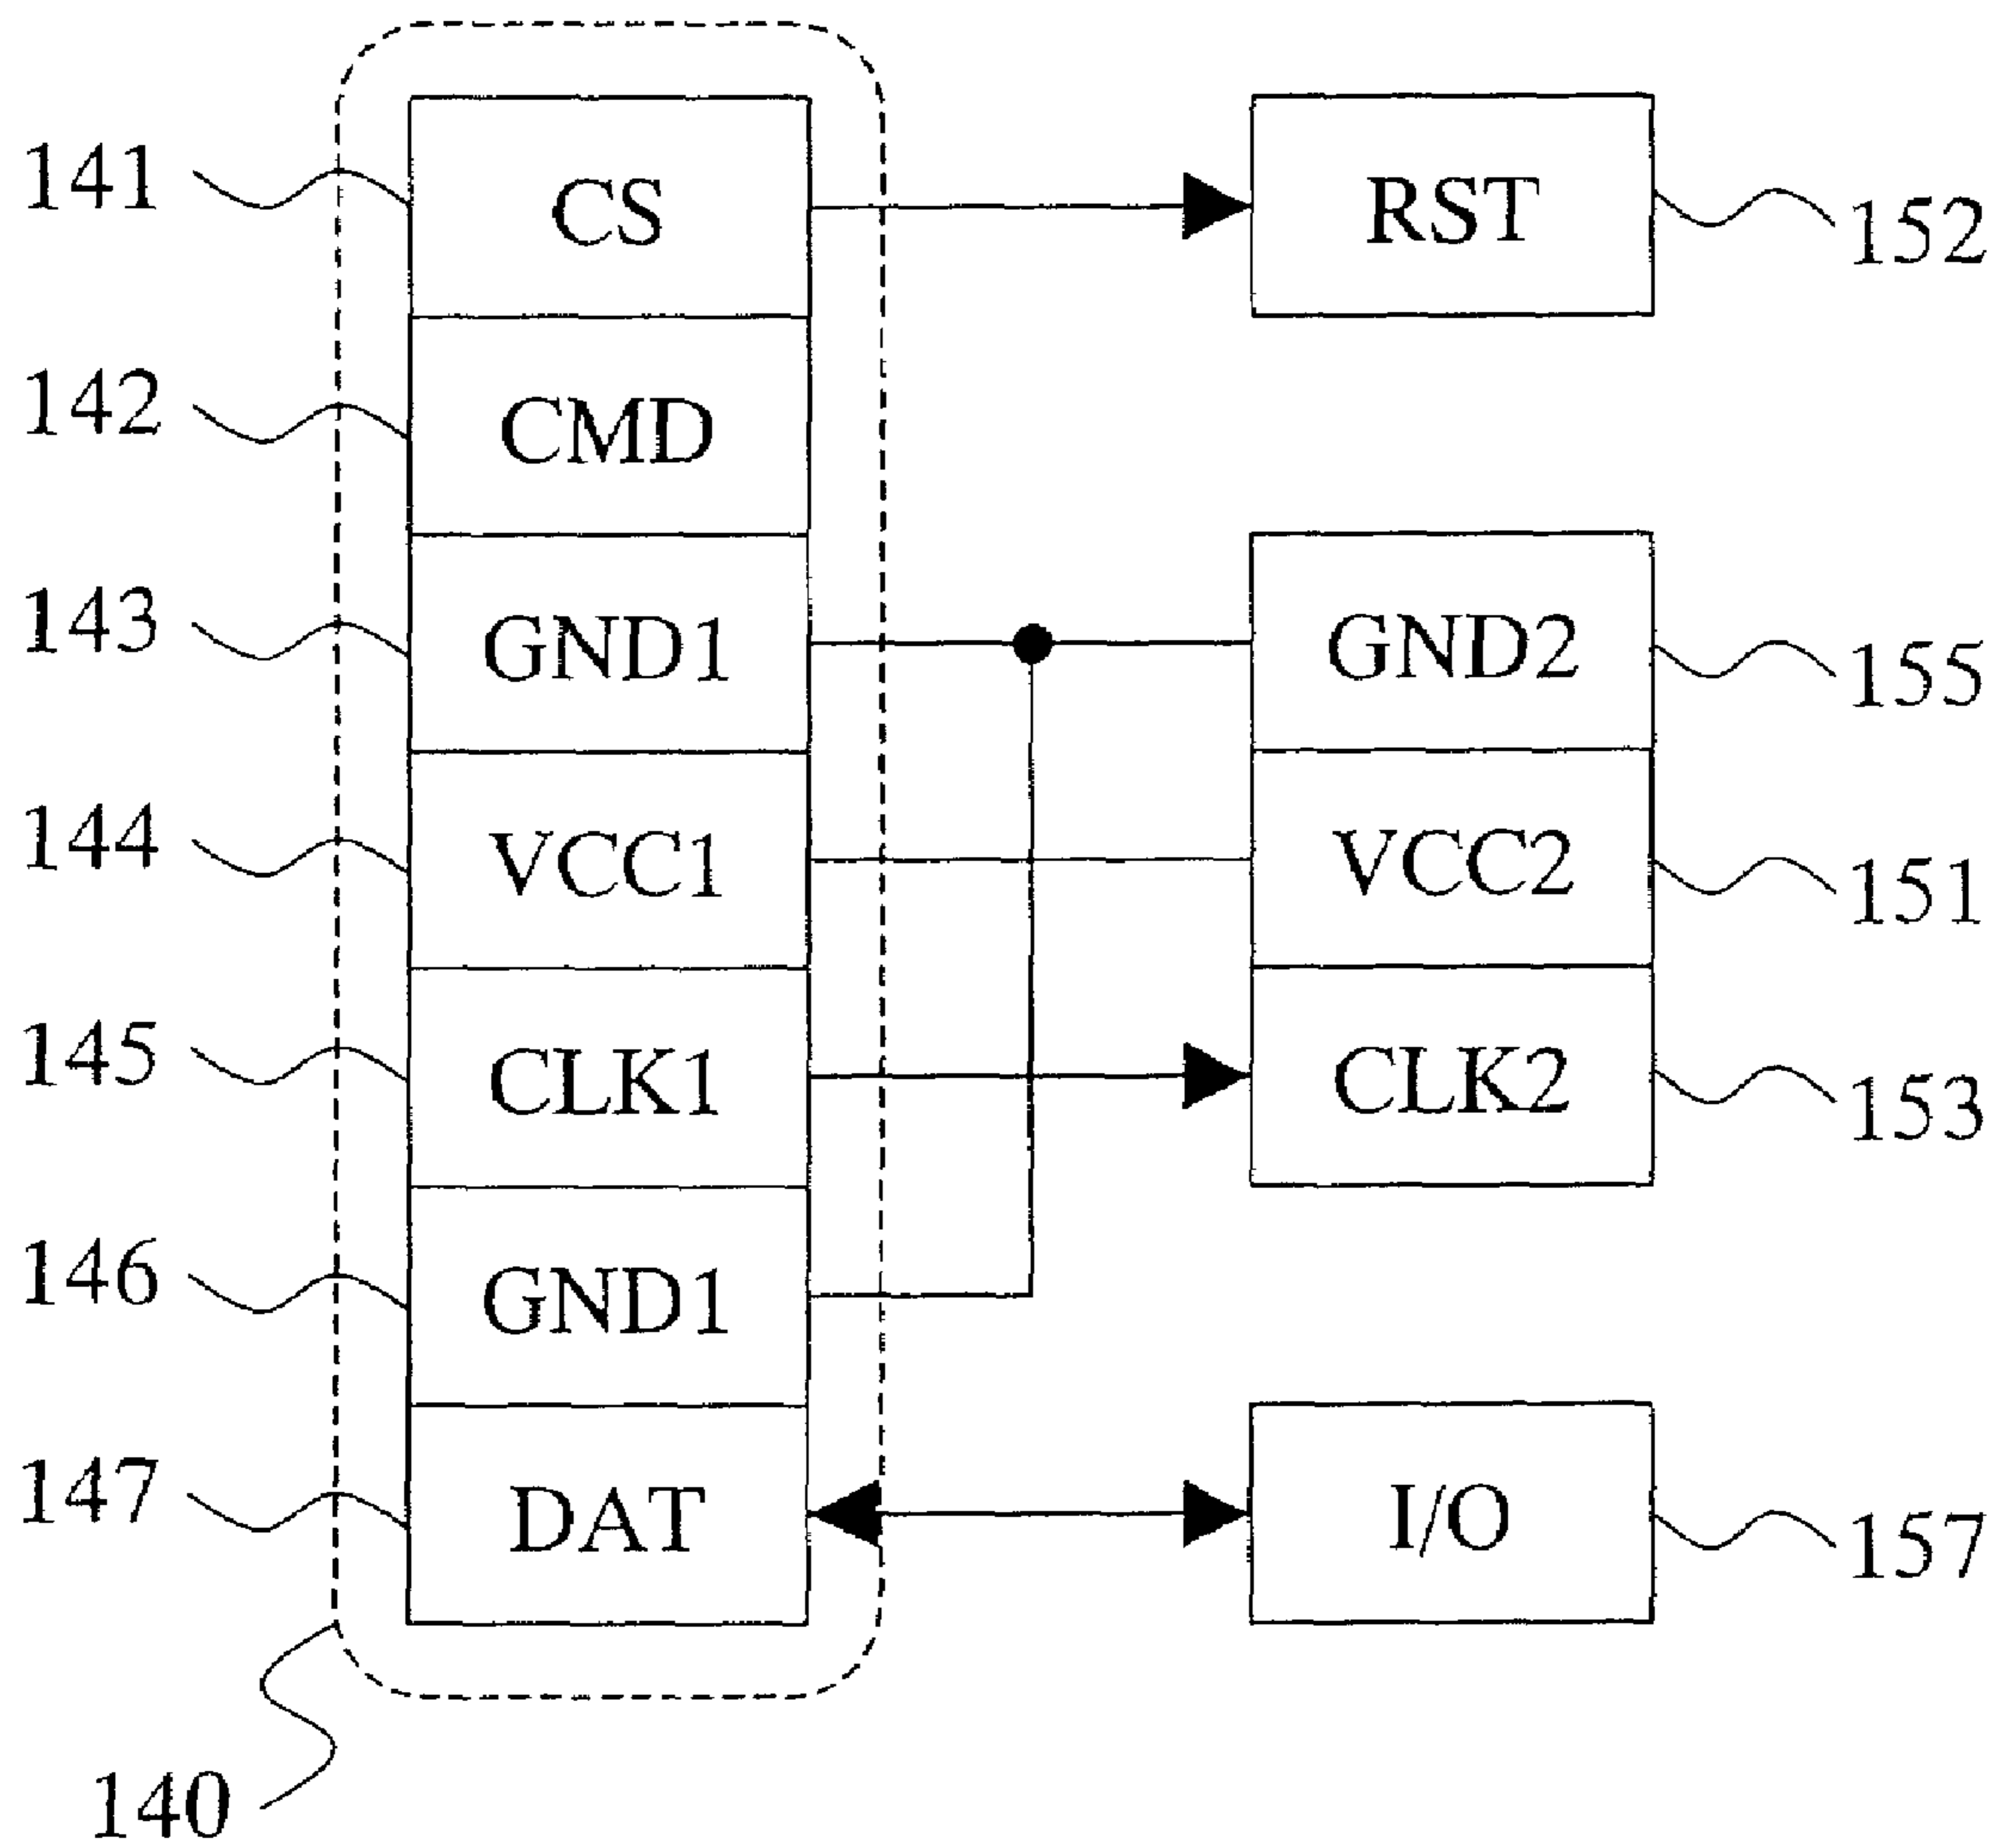 141 CS RST 152
142 CMD
143 GND1 GND2 155
144 VCC1 VCC2 151
145 CLK1 CLK2 153
146 GND1
147 DAT I/O 157
140